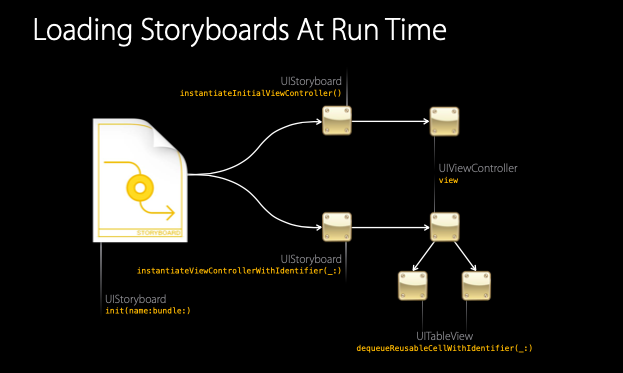 Loading Storyboards At Run Time
UIStoryboard
instantiateInitialViewController()
UIViewController
view
STORYBOARD
UIStoryboard
instantiateViewControllerWithIdentifier(_:)
UIStoryboard
init(name:bundle:)
UITableView
dequeueReusableCellWithIdentifier(_:)